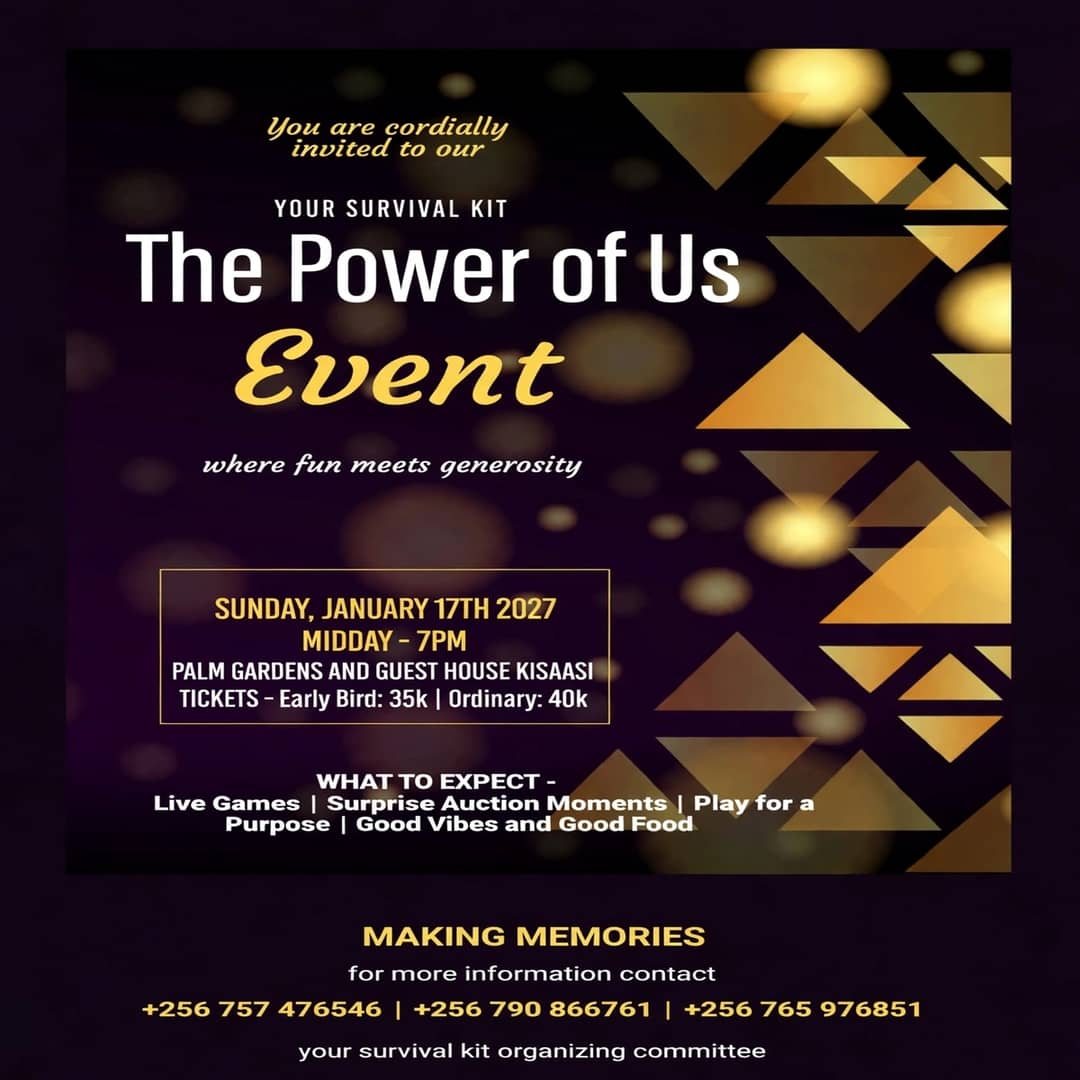 You are cordially
invited to our
YOUR SURVIVAL KIT
The Power of Us
Event
where fun meets generosity
SUNDAY, JANUARY 17TH 2027
MIDDAY - 7PM
PALM GARDENS AND GUEST HOUSE KISAASI
TICKETS - Early Bird: 35k | Ordinary: 40k
WHAT TO EXPECT -
Live Games | Surprise Auction Moments | Play for a
Purpose | Good Vibes and Good Food
MAKING MEMORIES
for more information contact
+256 757 476546 | +256 790 866761 | +256 765 976851
your survival kit organizing committee